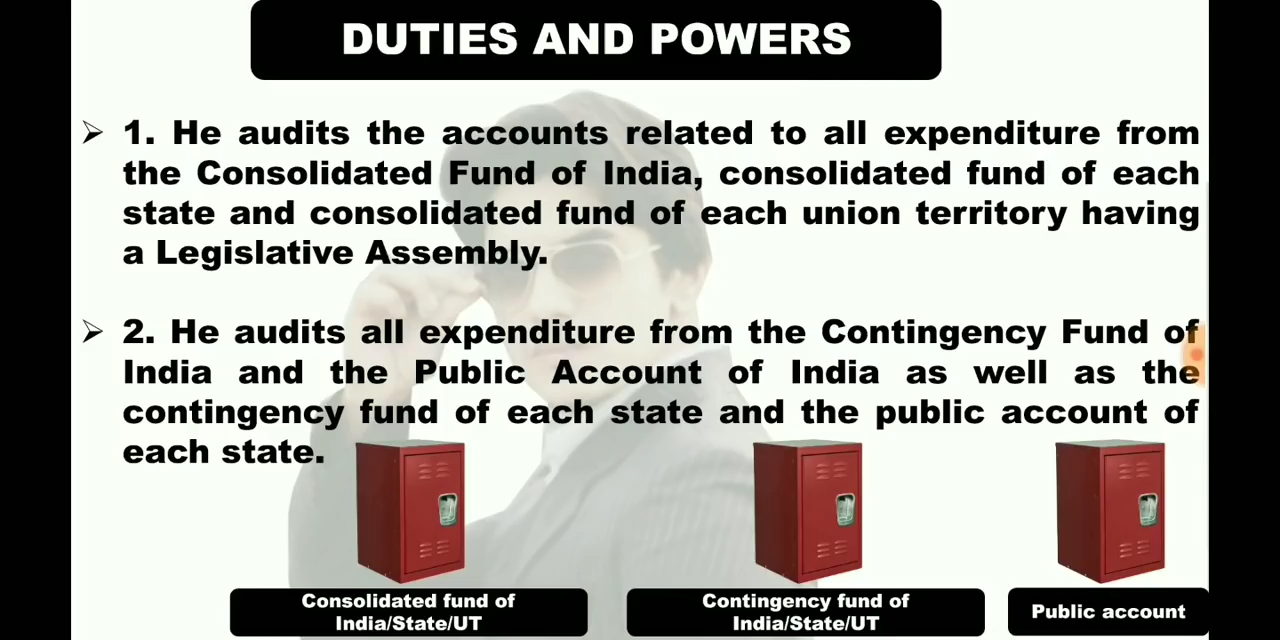 DUTIES AND POWERS
➢ 1. He audits the accounts related to all expenditure from
the Consolidated Fund of India, consolidated fund of each
state and consolidated fund of each union territory having
a Legislative Assembly.
➢ 2. He audits all expenditure from the Contingency Fund of
India and the Public Account of India as well as the
contingency fund of each state and the public account of
each state.
Consolidated fund of
India/State/UT
Contingency fund of
India/State/UT
Public account